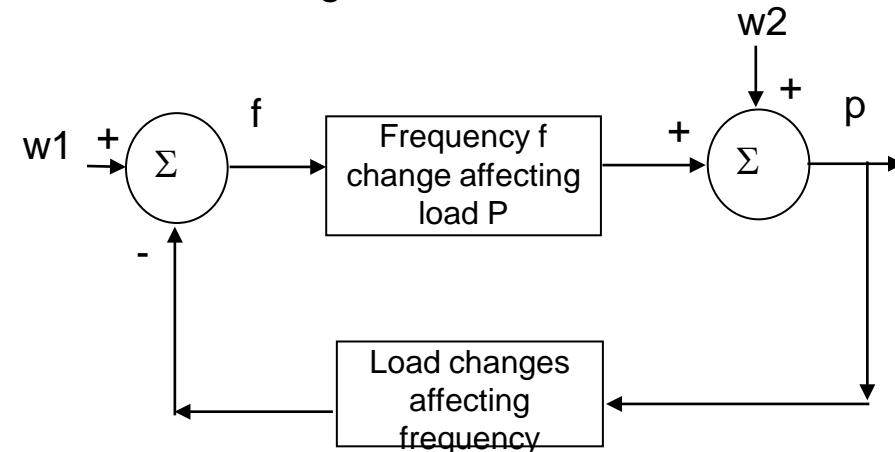 w2
w1 + f + + p
Σ Σ
Frequency f
change affecting
load P
-
Load changes
affecting
frequency